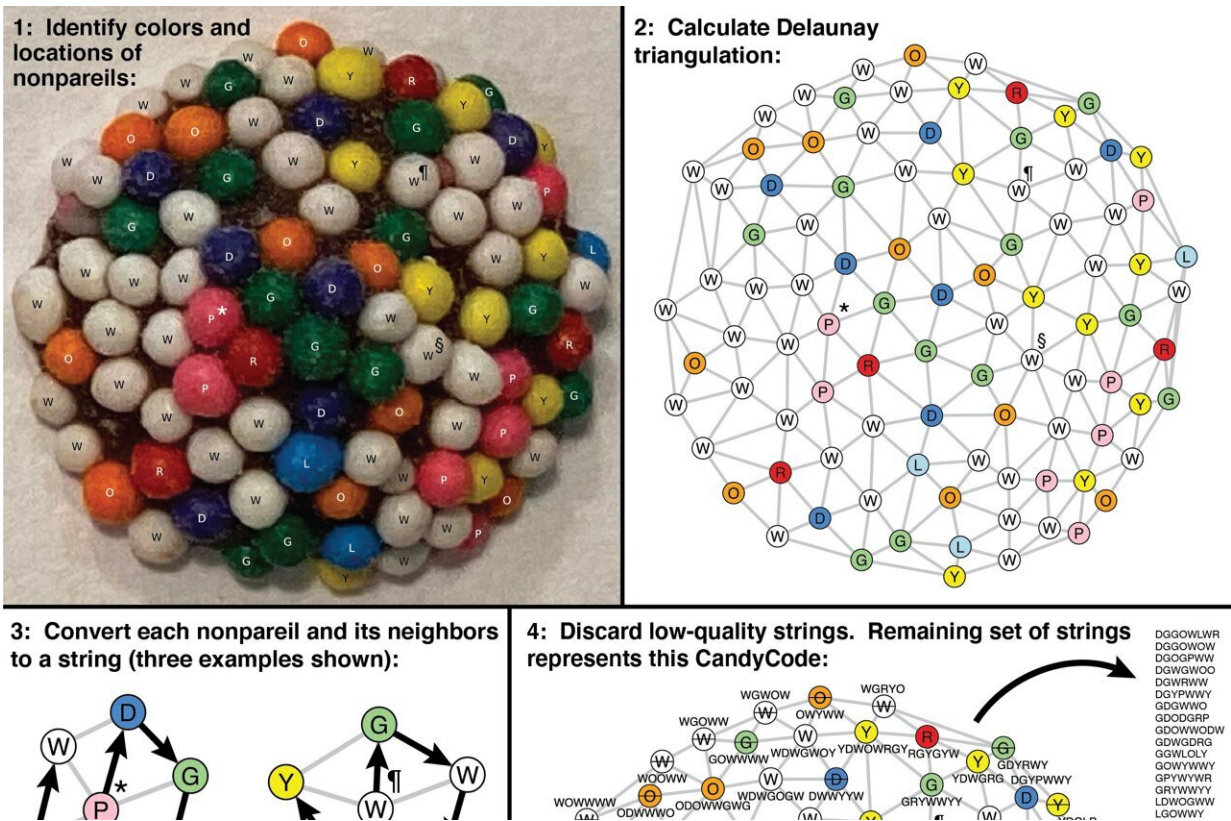 1: Identify colors and
locations of
nonpareils:
2: Calculate Delaunay
triangulation:
3: Convert each nonpareil and its neighbors
to a string (three examples shown):
4: Discard low-quality strings. Remaining set of strings
represents this CandyCode:
DGGOWLWR
DGGOWOW
DGOGPWW
DGWGWOO
DGWRWW
DGYPWWY
GDGWWO
GDODGRP
GDOWWODW
GDWGDRG
GGWLOLY
GOWYWWY
GPYWYWR
GRYWWYY
LDWOGWW
LGOWWY
WGWOW
WGRYO
OWYWW
WGOWW
GOWWWW
WDWGWOY
YDWOWRGY
RGYGYW
GDYRWY
WOOWW
WDWGOGW
DWWYYW
YDWGRG
DGYPWWY
WOWWWW
ODWWWO
ODOWWGWG
GRYWWYY